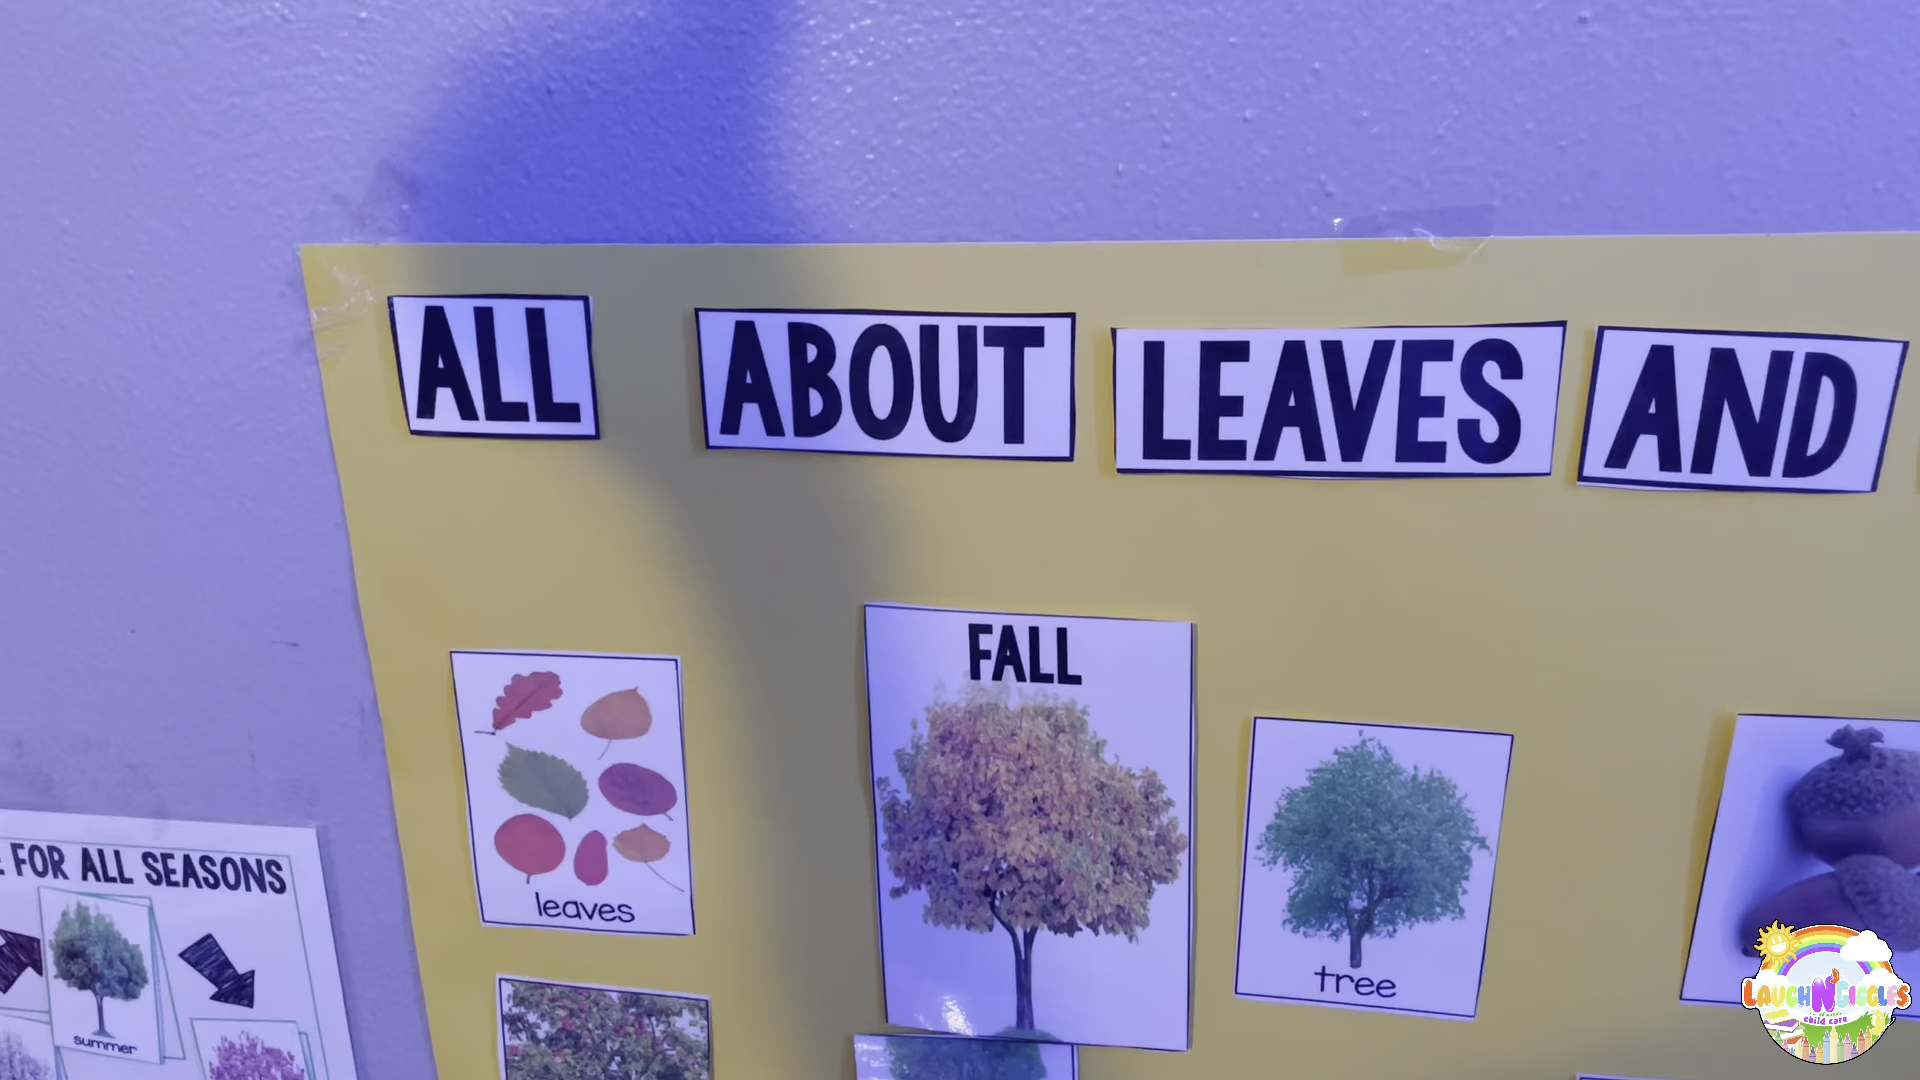 ALL ABOUT LEAVES AND
FALL
leaves
tree
FOR ALL SEASONS
summer
LAUGH N' GIGGLES
child care